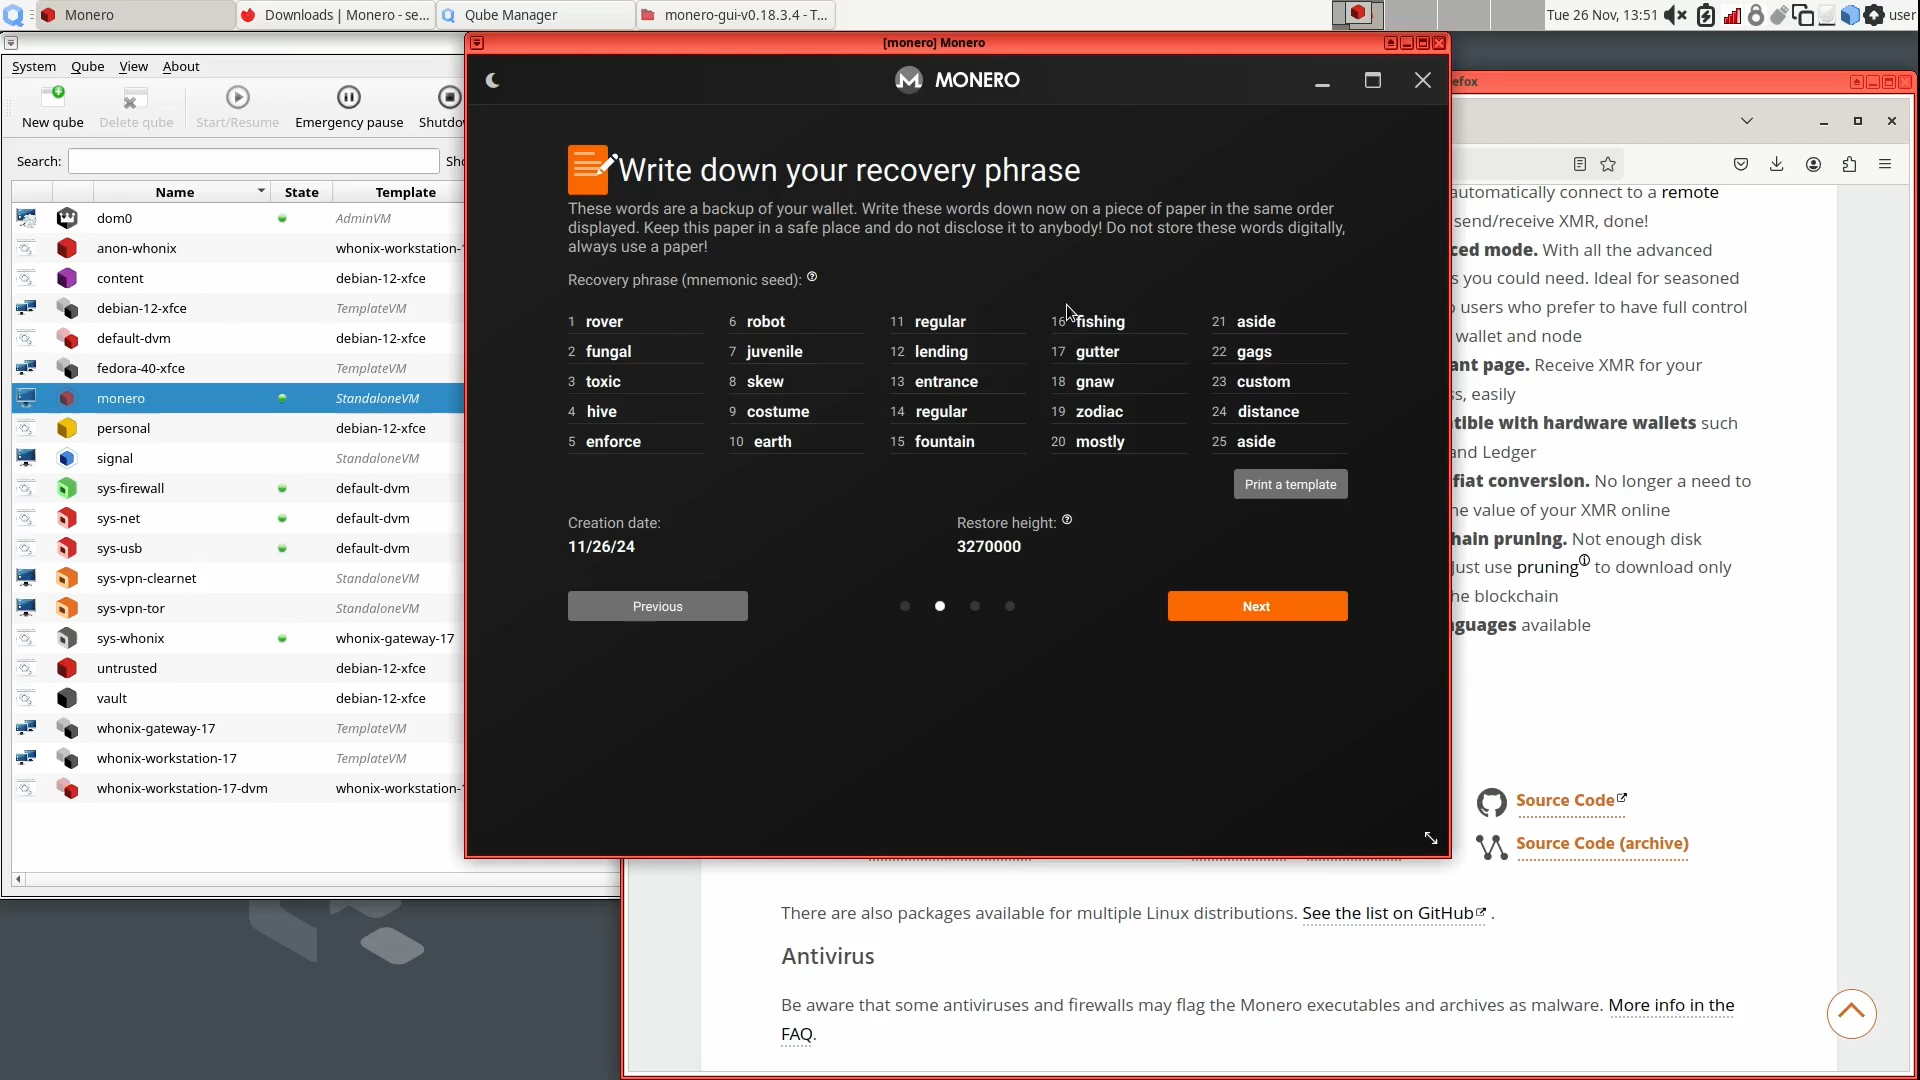 Monero
Downloads | Monero - se...
Qube Manager
monero-gui-v0.18.3.4 - T...
Tue 26 Nov, 13:51
user
System Qube View About
New qube
Delete qube
Start/Resume
Emergency pause
Search:
Name State Template
dom0 AdminVM
anon-whonix
content debian-12-xfce
debian-12-xfce TemplateVM
default-dvm debian-12-xfce
fedora-40-xfce TemplateVM
monero StandaloneVM
personal debian-12-xfce
signal StandaloneVM
sys-firewall default-dvm
sys-net default-dvm
sys-usb default-dvm
sys-vpn-clearnet StandaloneVM
sys-vpn-tor StandaloneVM
sys-whonix whonix-gateway-17
untrusted debian-12-xfce
vault debian-12-xfce
whonix-gateway-17 TemplateVM
whonix-workstation-17 TemplateVM
whonix-workstation-17-dvm
[monero] Monero
MONERO
Write down your recovery phrase
These words are a backup of your wallet. Write these words down now on a piece of paper in the same order
displayed. Keep this paper in a safe place and do not disclose it to anybody! Do not store these words digitally,
always use a paper!
Recovery phrase (mnemonic seed):
1 rover 6 robot 11 regular 16 fishing 21 aside
2 fungal 7 juvenile 12 lending 17 gutter 22 gags
3 toxic 8 skew 13 entrance 18 gnaw 23 custom
4 hive 9 costume 14 regular 19 zodiac 24 distance
5 enforce 10 earth 15 fountain 20 mostly 25 aside
Print a template
Creation date: Restore height:
11/26/24 3270000
Previous
Next
automatically connect to a remote
send/receive XMR, done!
mode. With all the advanced
you could need. Ideal for seasoned
users who prefer to have full control
wallet and node
page. Receive XMR for your
easily
with hardware wallets such
and Ledger
fiat conversion. No longer a need to
value of your XMR online
pruning. Not enough disk
Just use pruning to download only
the blockchain
available
Source Code
Source Code (archive)
There are also packages available for multiple Linux distributions. See the list on GitHub .
Antivirus
Be aware that some antiviruses and firewalls may flag the Monero executables and archives as malware. More info in the
FAQ.